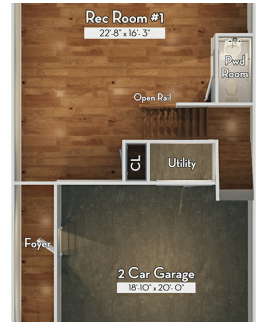 Rec Room #1
22'-8" x 16'-3"
Pwd
Room
Open Rail
CL
Utility
Foyer
2 Car Garage
18'-10" x 20'-0"